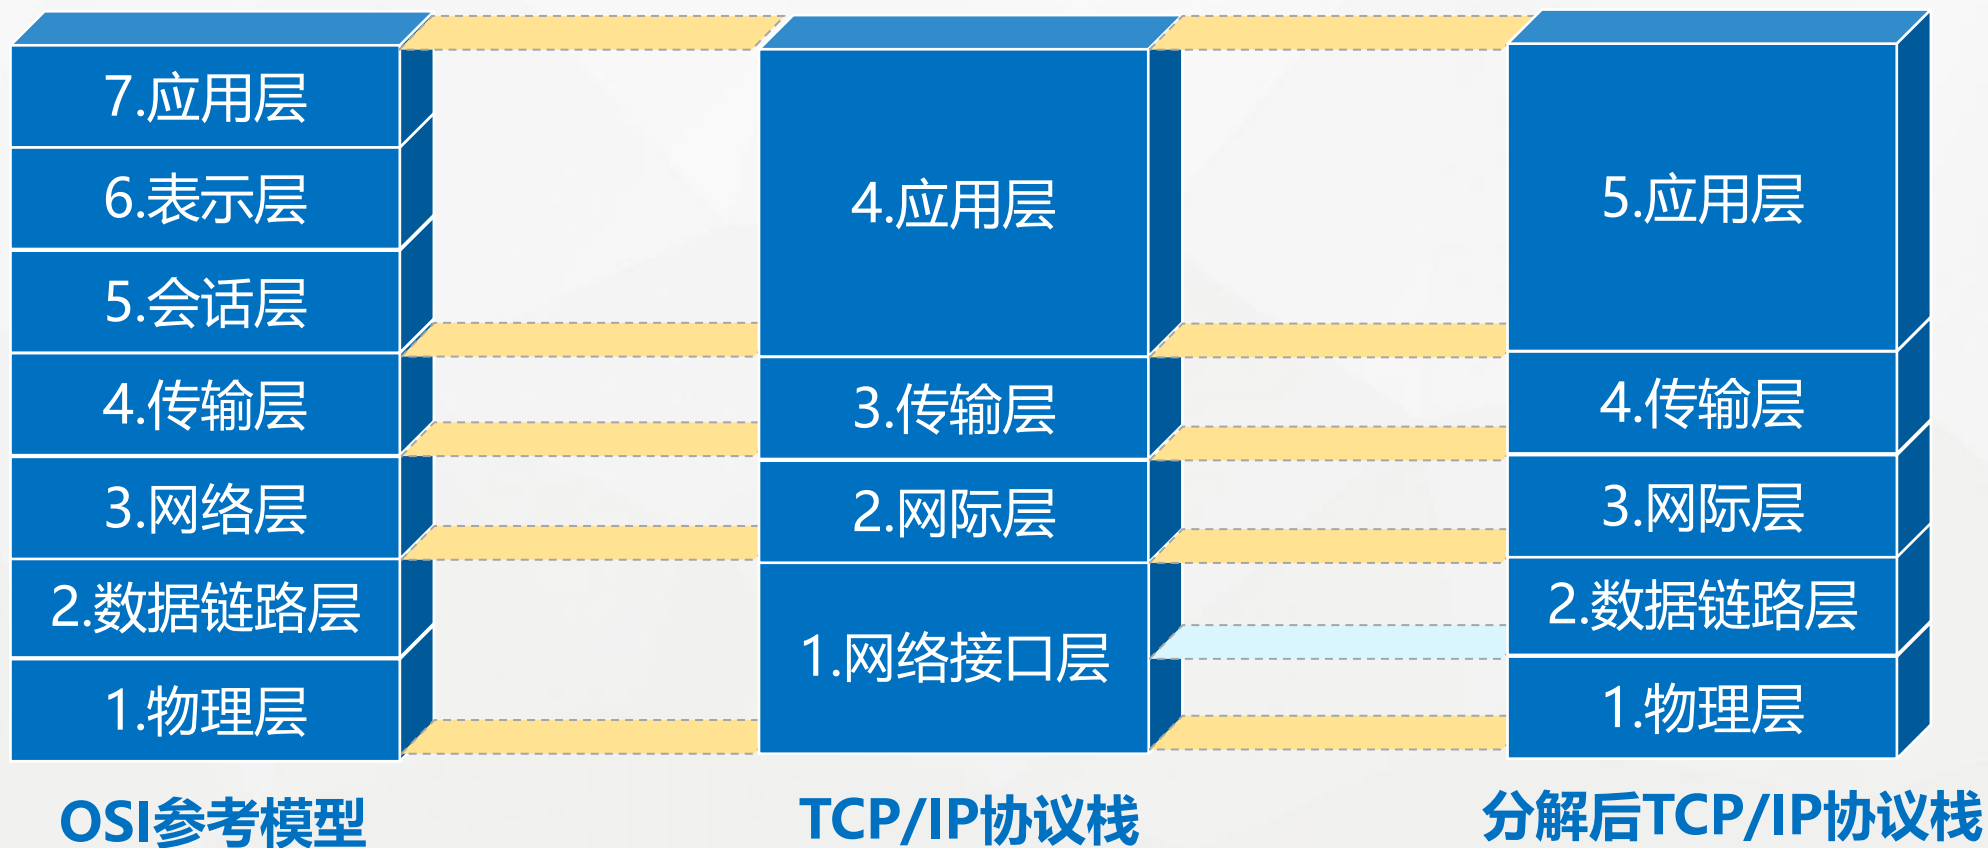 7.应用层
6.表示层
5.会话层
4.传输层
3.网络层
2.数据链路层
1.物理层
OSI参考模型
4.应用层
3.传输层
2.网际层
1.网络接口层
TCP/IP协议栈
5.应用层
4.传输层
3.网际层
2.数据链路层
1.物理层
分解后TCP/IP协议栈